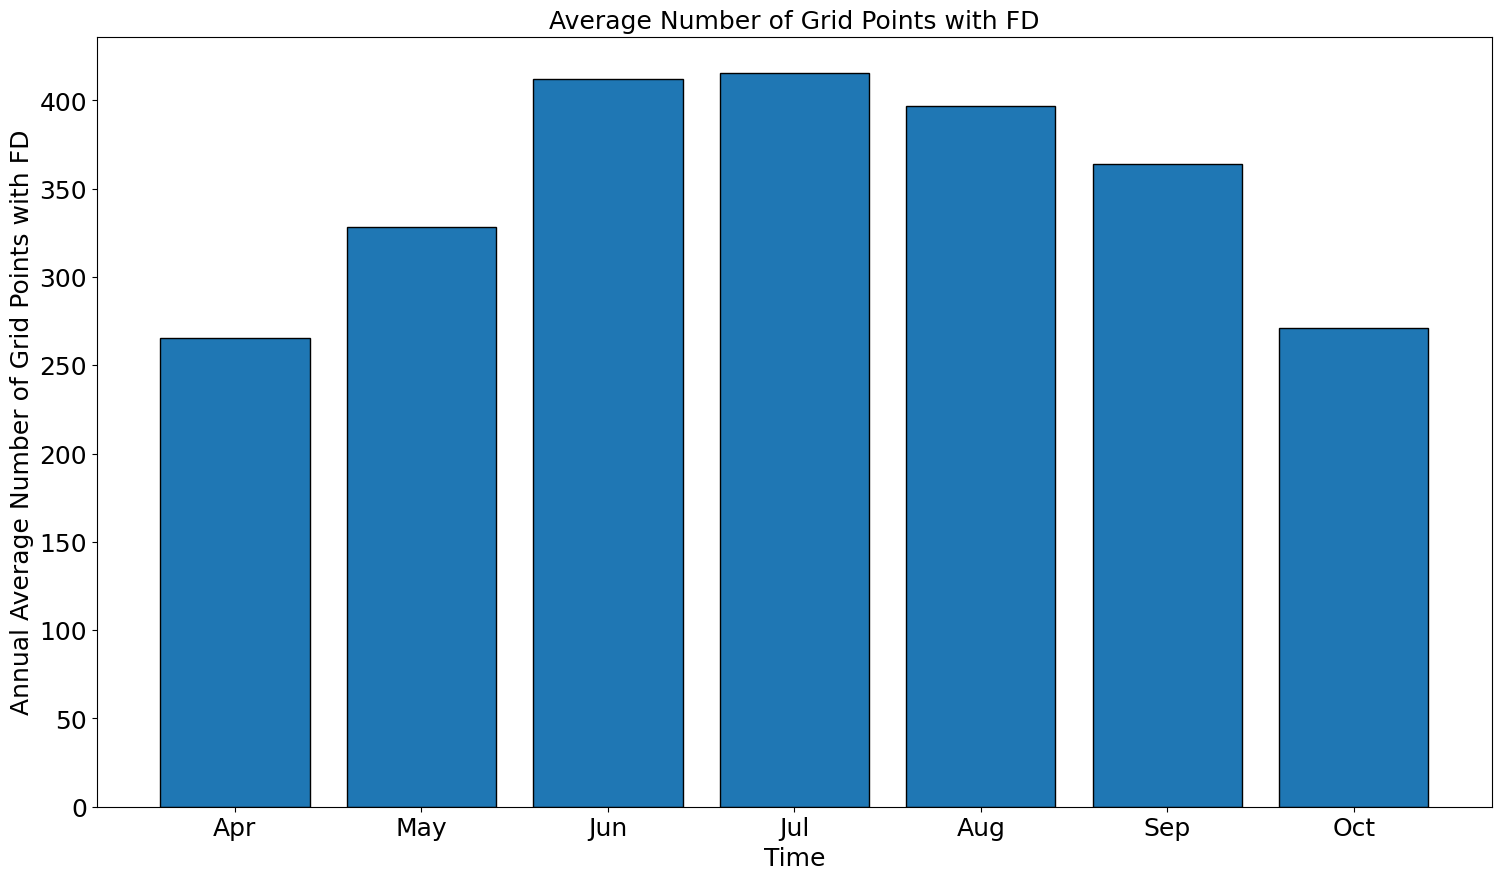 Average Number of Grid Points with FD
Annual Average Number of Grid Points with FD
400
350
300
250
200
150
100
50
0
Apr May Jun Jul Aug Sep Oct
Time